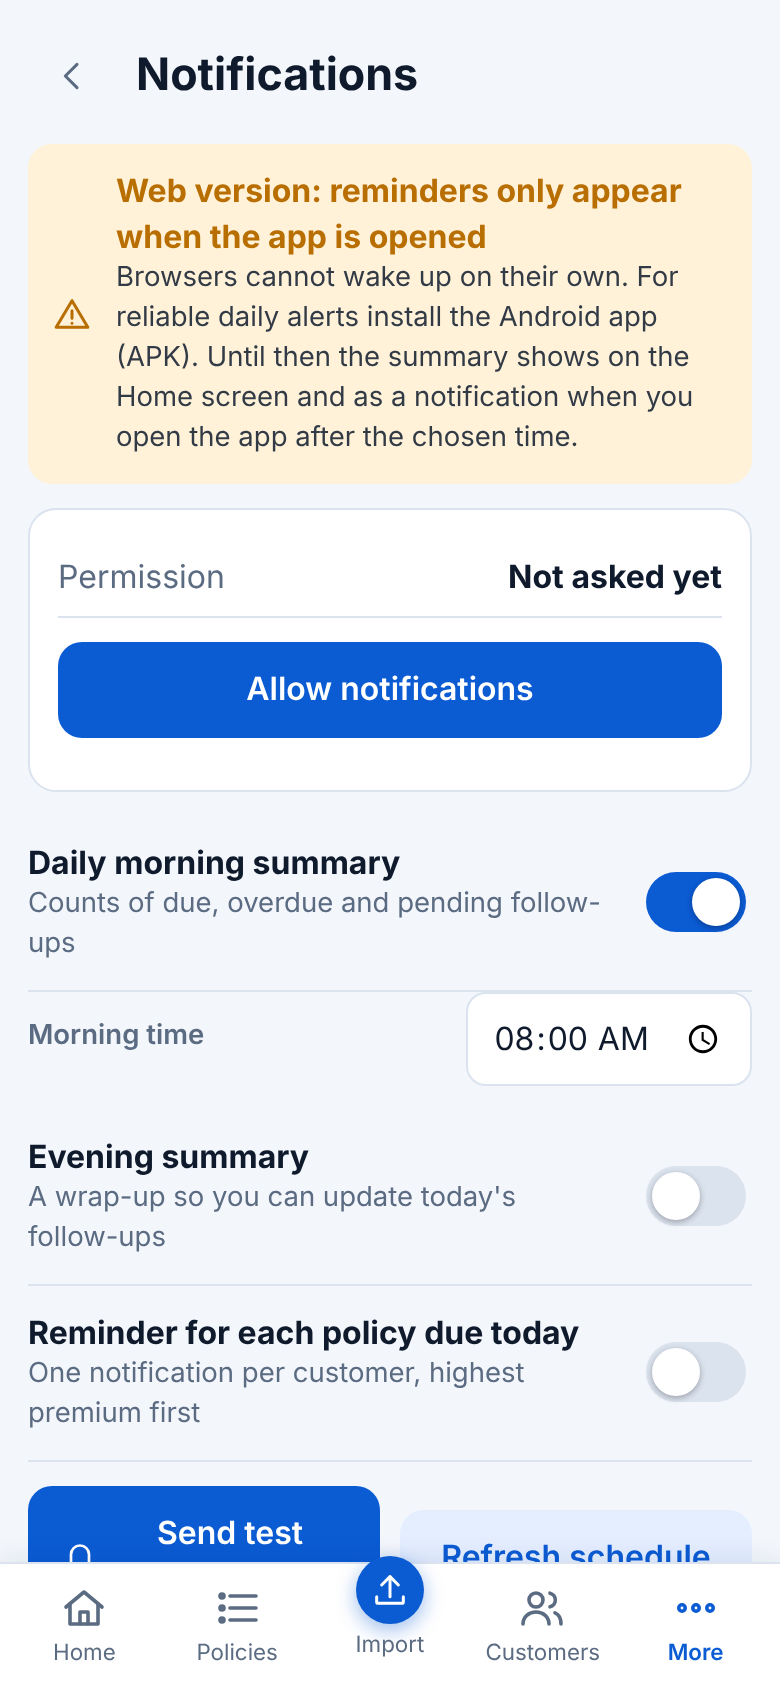 Notifications
Web version: reminders only appear
when the app is opened
Browsers cannot wake up on their own. For
reliable daily alerts install the Android app
(APK). Until then the summary shows on the
Home screen and as a notification when you
open the app after the chosen time.
Permission
Not asked yet
Allow notifications
Daily morning summary
Counts of due, overdue and pending follow-
ups
Morning time
08:00 AM
Evening summary
A wrap-up so you can update today's
follow-ups
Reminder for each policy due today
One notification per customer, highest
premium first
Send test
Refresh schedule
Home
Policies
Import
Customers
More